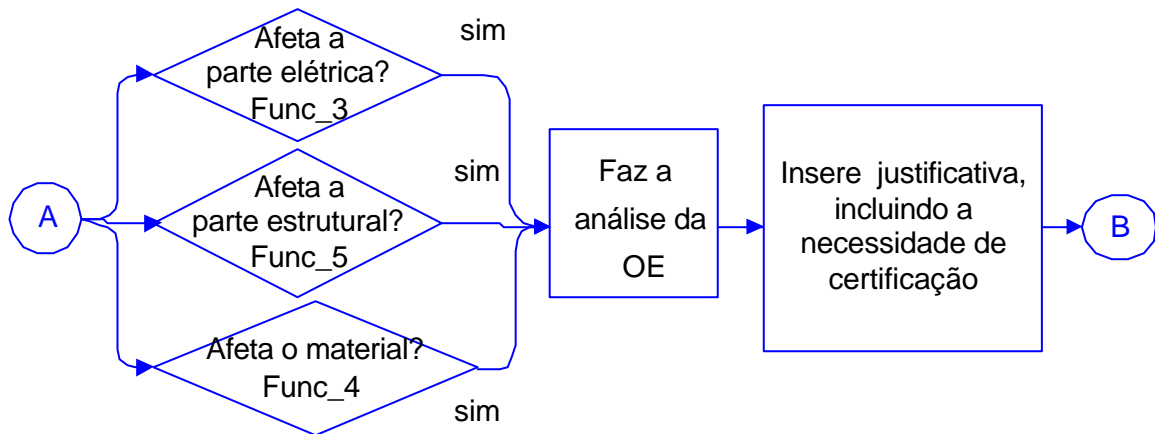 A
Afeta a
parte elétrica?
Func_3
sim
Afeta a
parte estrutural?
Func_5
sim
Afeta o material?
Func_4
sim
Faz a
análise da
OE
Insere justificativa,
incluindo a
necessidade de
certificação
B